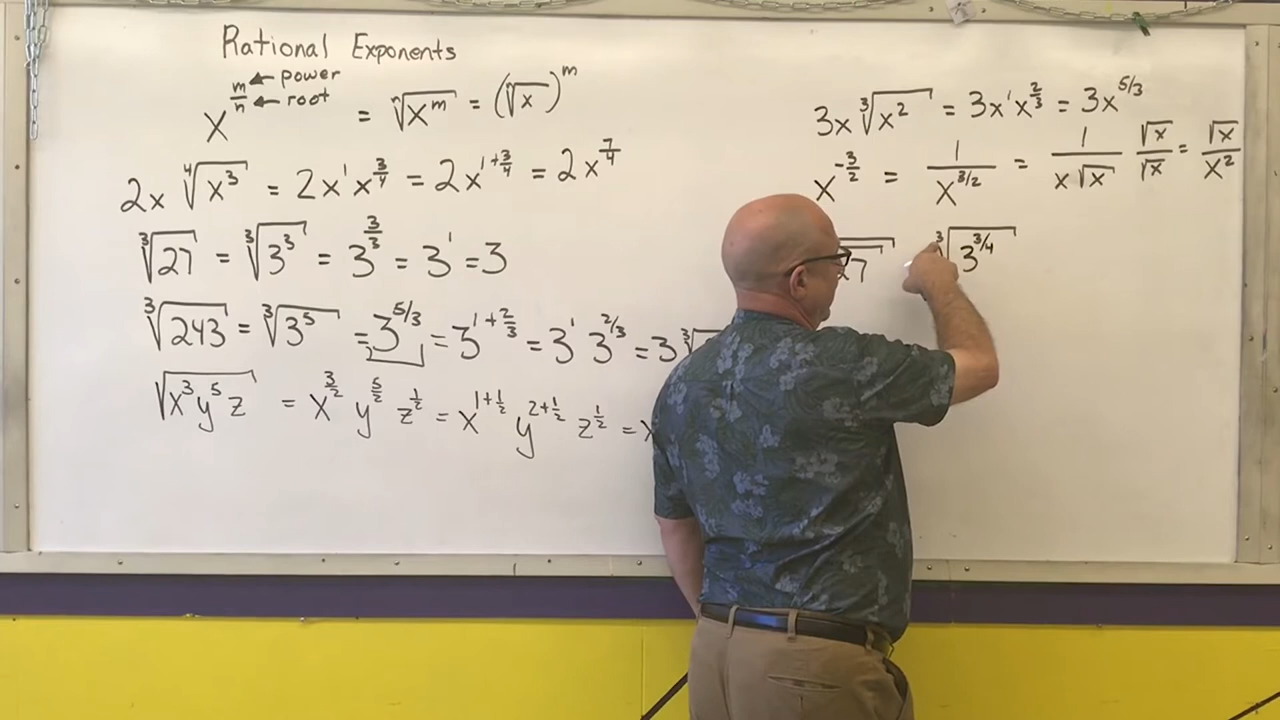 Rational Exponents
x^(m/n) ← power ← root = ⁿ√(x^m) = (ⁿ√x)^m
2x ⁴√(x³) = 2x¹x^(3/4) = 2x^(1+3/4) = 2x^(7/4)
³√27 = ³√(3³) = 3^(3/3) = 3¹ = 3
³√243 = ³√(3⁵) = 3^(5/3) = 3^(1+2/3) = 3¹ 3^(2/3) = 3 ³√
√(x³y⁵z) = x^(3/2) y^(5/2) z^(1/2) = x^(1+1/2) y^(2+1/2) z^(1/2) = x
3x ³√(x²) = 3x¹x^(2/3) = 3x^(5/3)
x^(-3/2) = 1/x^(3/2) = 1/(x√x) √x/√x = √x/x²
7 ³√(3^(3/4))